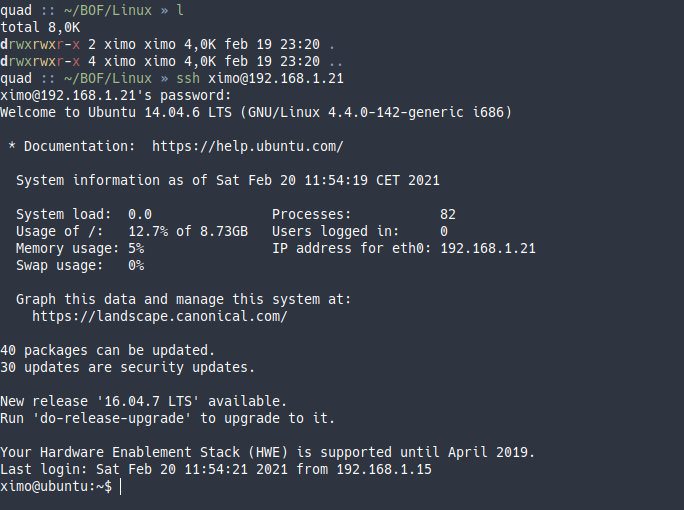 quad :: ~/BOF/Linux » l
total 8,0K
drwxrwxr-x 2 ximo ximo 4,0K feb 19 23:20 .
drwxrwxr-x 4 ximo ximo 4,0K feb 19 23:20 ..
quad :: ~/BOF/Linux » ssh ximo@192.168.1.21
ximo@192.168.1.21's password:
Welcome to Ubuntu 14.04.6 LTS (GNU/Linux 4.4.0-142-generic i686)
* Documentation:  https://help.ubuntu.com/
System information as of Sat Feb 20 11:54:19 CET 2021
System load:  0.0               Processes:           82
Usage of /:   12.7% of 8.73GB   Users logged in:     0
Memory usage: 5%                IP address for eth0: 192.168.1.21
Swap usage:   0%
Graph this data and manage this system at:
https://landscape.canonical.com/
40 packages can be updated.
30 updates are security updates.
New release '16.04.7 LTS' available.
Run 'do-release-upgrade' to upgrade to it.
Your Hardware Enablement Stack (HWE) is supported until April 2019.
Last login: Sat Feb 20 11:54:21 2021 from 192.168.1.15
ximo@ubuntu:~$